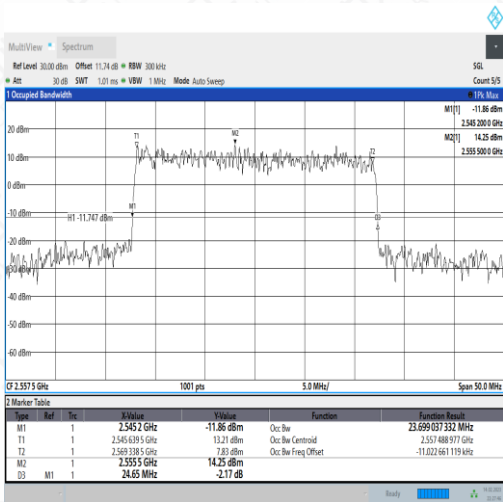 MultiView Spectrum
Ref Level 30.00 dBm Offset 11.74 dB RBW 300 kHz SGL
Att 30 dB SWT 1.01 ms VBW 1 MHz Mode Auto Sweep Count 5/5
1 Occupied Bandwidth 1Pk Max
M1[1] -11.86 dBm
2.545 200 0 GHz
M2[1] 14.25 dBm
2.555 500 0 GHz
20 dBm
T1
M2
T2
10 dBm
0 dBm
-10 dBm
M1
H1 -11.747 dBm
D3
-20 dBm
-30 dBm
-40 dBm
-50 dBm
-60 dBm
CF 2.557 5 GHz 1001 pts 5.0 MHz/ Span 50.0 MHz
2 Marker Table
Type Ref Trc X-Value Y-Value Function Function Result
M1 1 2.545 2 GHz -11.86 dBm Occ Bw 23.699 037 332 MHz
T1 1 2.545 639 5 GHz 13.21 dBm Occ Bw Centroid 2.557 488 977 GHz
T2 1 2.569 338 5 GHz 7.83 dBm Occ Bw Freq Offset -11.022 661 119 kHz
M2 1 2.555 5 GHz 14.25 dBm
D3 M1 1 24.65 MHz -2.17 dB
Ready